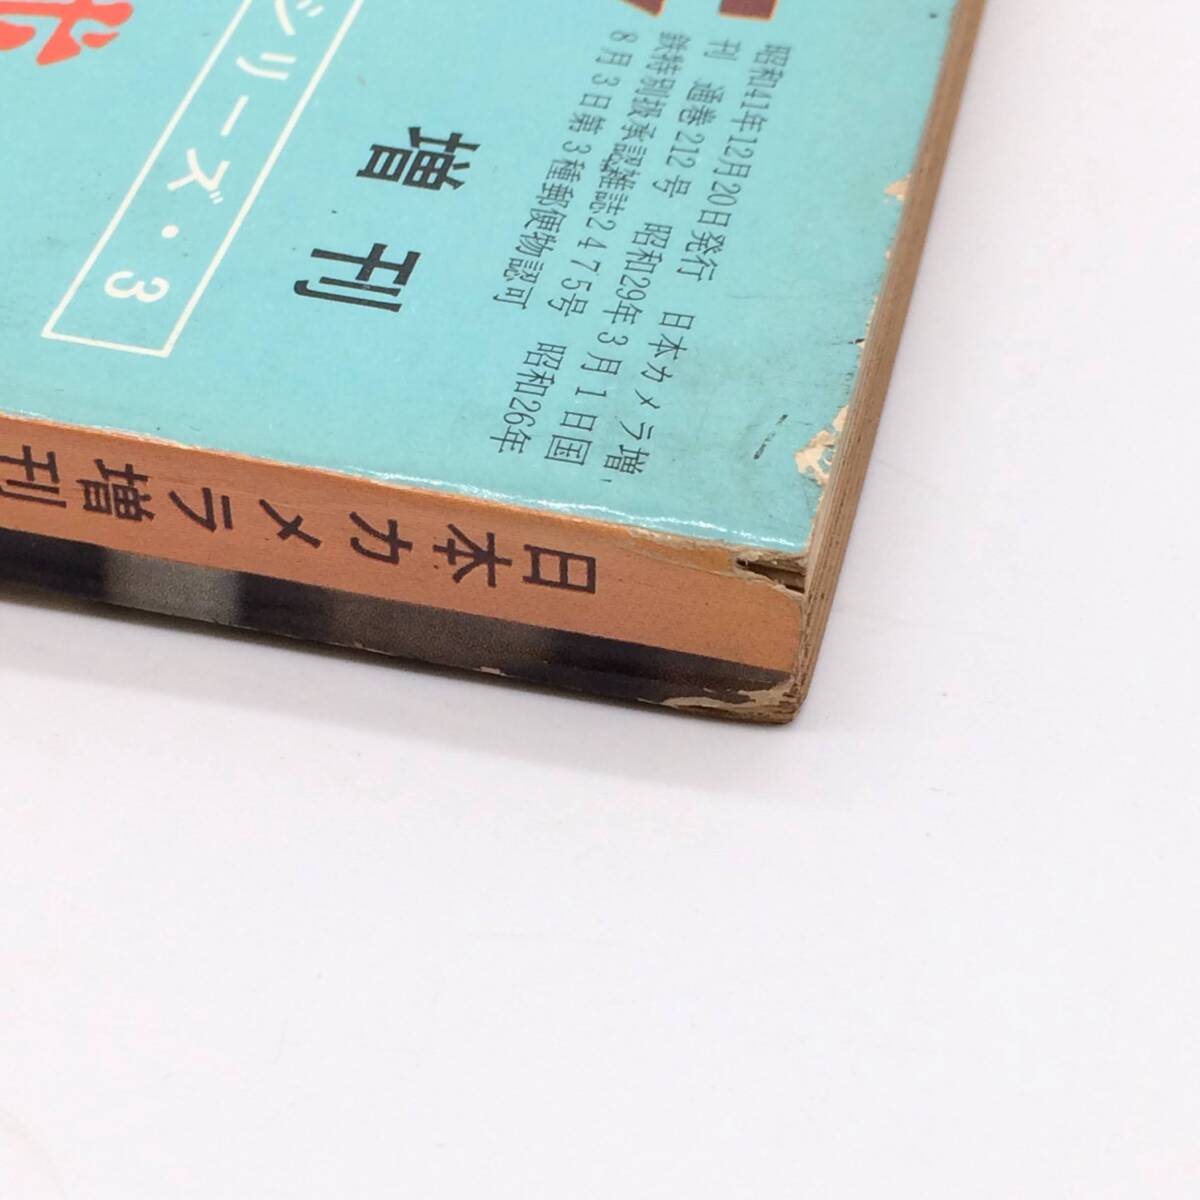 昭和41年12月20日発行　日本カメラ増
刊　通巻212号　昭和29年3月1日国
鉄特別扱承認雑誌2475号　昭和26年
8月3日第3種郵便物認可
増刊
シリーズ・3
日本カメラ増刊